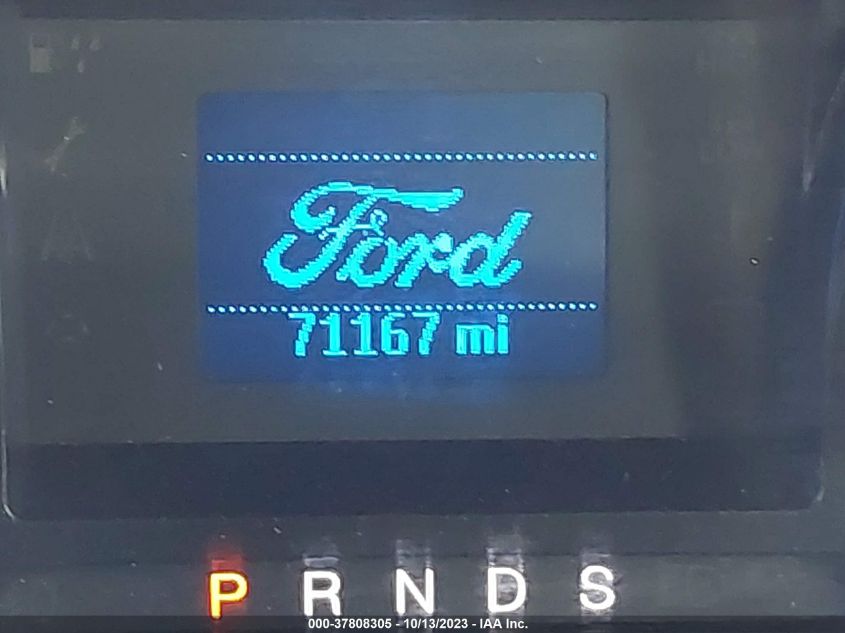 Ford
71167 mi
P R N D S
000-37808305 - 10/13/2023 - IAA Inc.